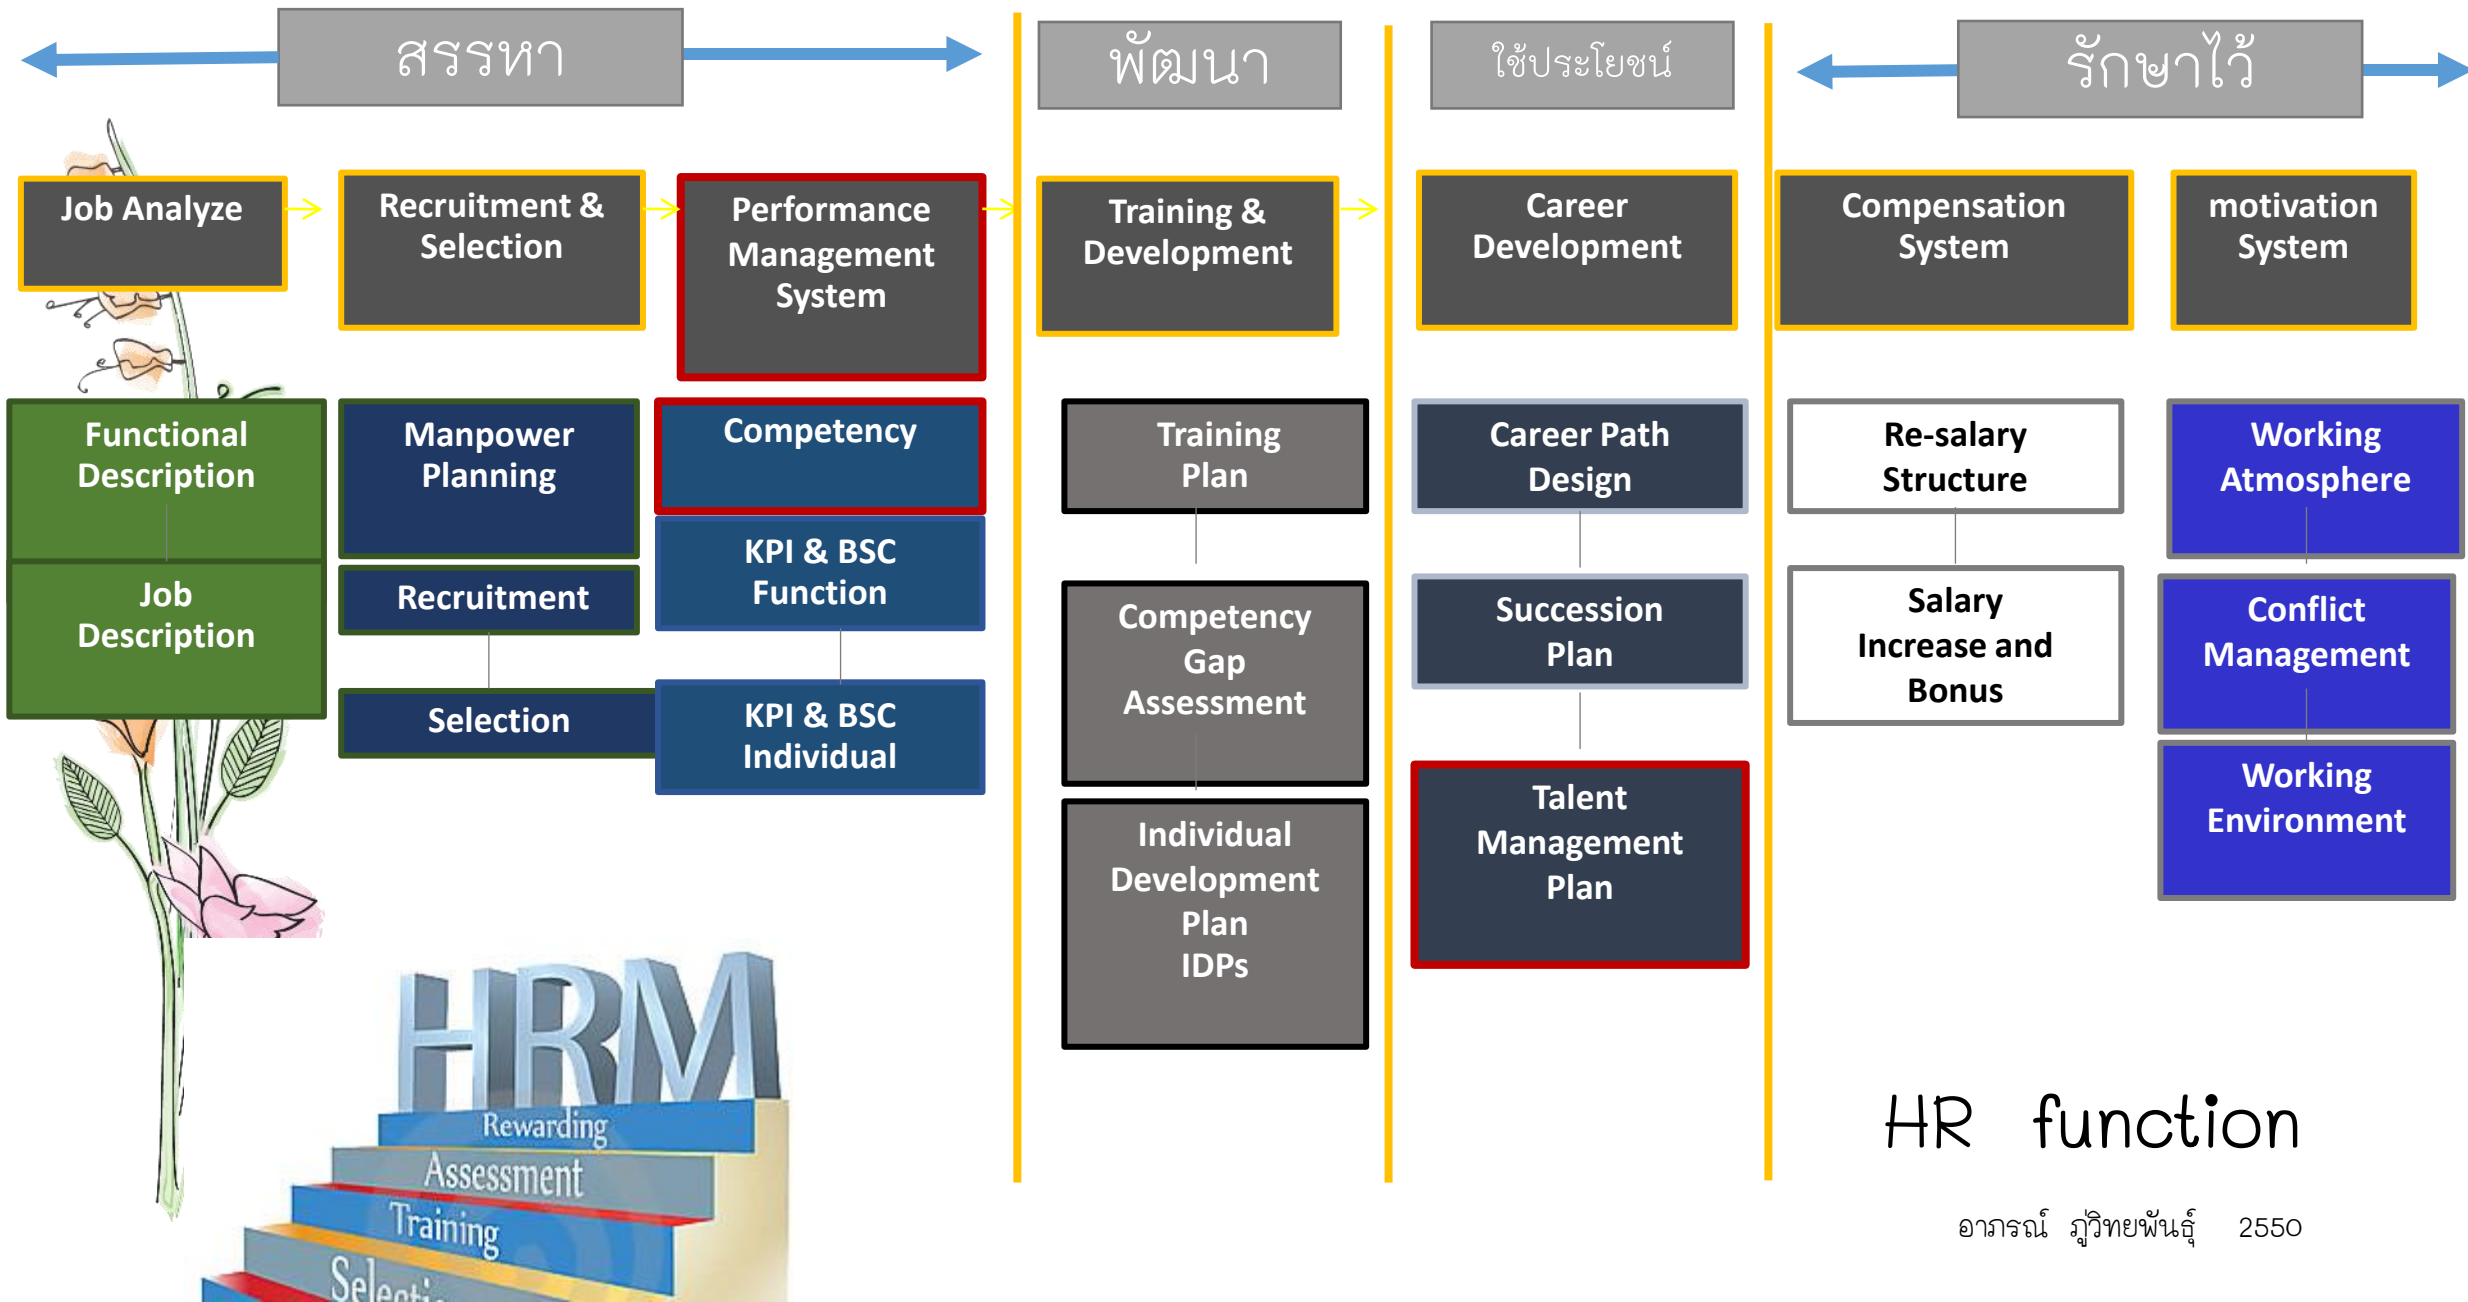 สรรหา
พัฒนา
ใช้ประโยชน์
รักษาไว้
Job Analyze
Recruitment &
Selection
Performance
Management
System
Training &
Development
Career
Development
Compensation
System
motivation
System
Functional
Description
Job
Description
Manpower
Planning
Recruitment
Selection
Competency
KPI & BSC
Function
KPI & BSC
Individual
Training
Plan
Competency
Gap
Assessment
Individual
Development
Plan
IDPs
Career Path
Design
Succession
Plan
Talent
Management
Plan
Re-salary
Structure
Salary
Increase and
Bonus
Working
Atmosphere
Conflict
Management
Working
Environment
HRM
Rewarding
Assessment
Training
HR function
อาภรณ์ ภู่วิทยพันธุ์ 2550